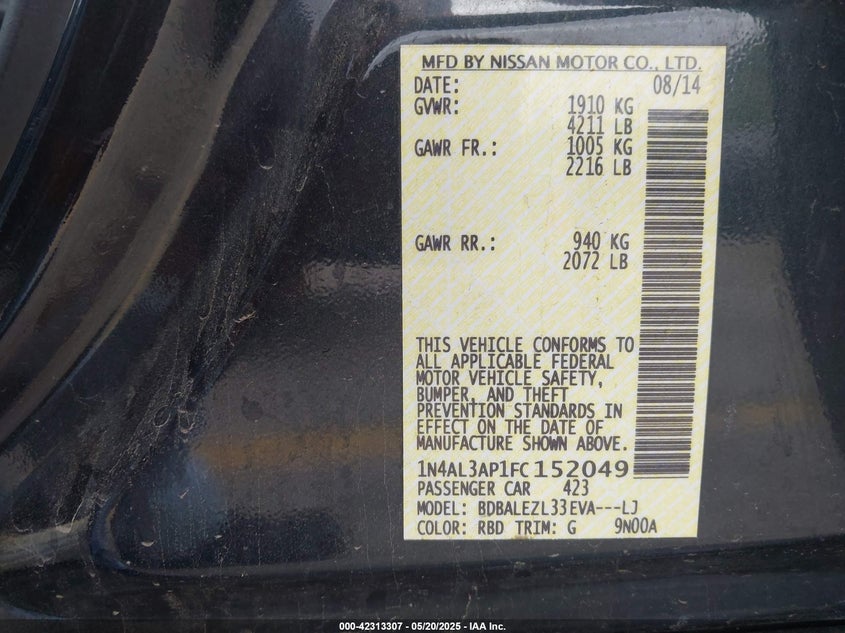 MFD BY NISSAN MOTOR CO., LTD.
DATE: 08/14
GVWR: 1910 KG
4211 LB
GAWR FR.: 1005 KG
2216 LB
GAWR RR.: 940 KG
2072 LB
THIS VEHICLE CONFORMS TO
ALL APPLICABLE FEDERAL
MOTOR VEHICLE SAFETY,
BUMPER, AND THEFT
PREVENTION STANDARDS IN
EFFECT ON THE DATE OF
MANUFACTURE SHOWN ABOVE.
1N4AL3AP1FC152049
PASSENGER CAR 423
MODEL: BDBALEZL33EVA---LJ
COLOR: RBD TRIM: G 9N00A
000-42313307 - 05/20/2025 - IAA Inc.